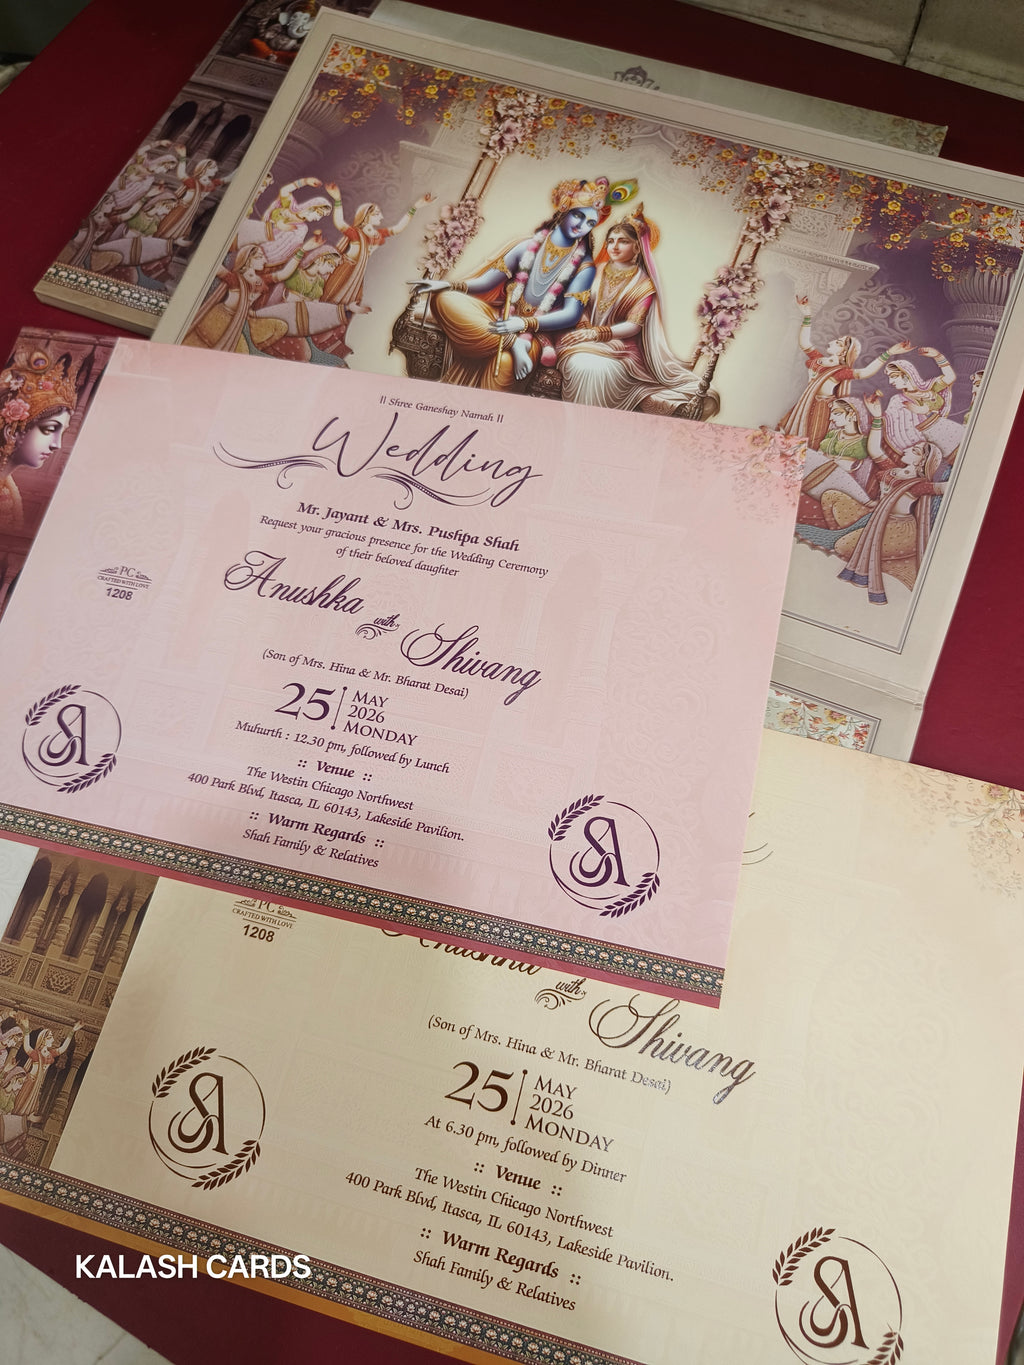 || Shree Ganeshay Namah ||
Wedding
Mr. Jayant & Mrs. Pushpa Shah
Request your gracious presence for the Wedding Ceremony
of their beloved daughter
Anushka
with
Shivang
(Son of Mrs. Hina & Mr. Bharat Desai)
25 MAY
2026
MONDAY
Muhurth : 12.30 pm, followed by Lunch
:: Venue ::
The Westin Chicago Northwest
400 Park Blvd, Itasca, IL 60143, Lakeside Pavilion.
:: Warm Regards ::
Shah Family & Relatives
PC
CRAFTED WITH LOVE
1208
SA
SA
PC
CRAFTED WITH LOVE
1208
Anushka
with
Shivang
(Son of Mrs. Hina & Mr. Bharat Desai)
25 MAY
2026
MONDAY
At 6.30 pm, followed by Dinner
:: Venue ::
The Westin Chicago Northwest
400 Park Blvd, Itasca, IL 60143, Lakeside Pavilion.
:: Warm Regards ::
Shah Family & Relatives
SA
SA
KALASH CARDS